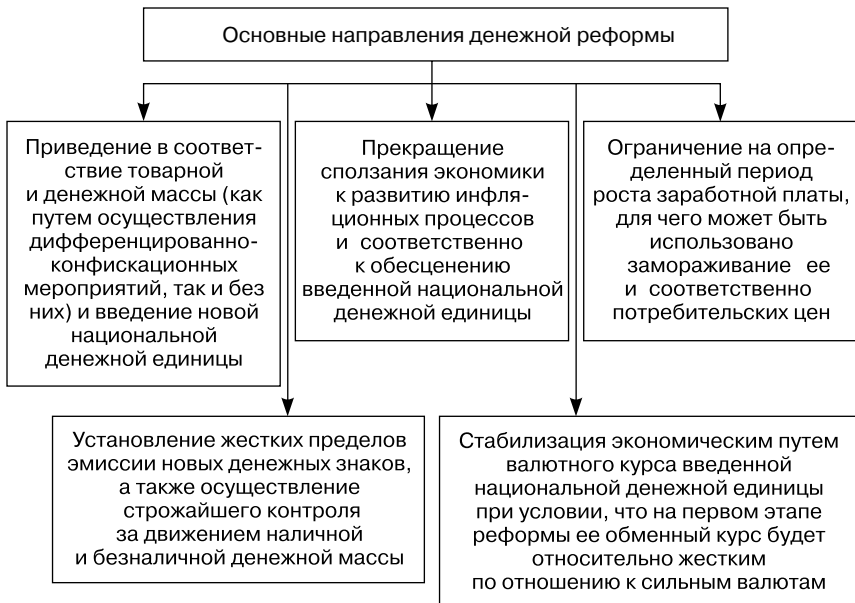 Основные направления денежной реформы
Приведение в соответ-
ствие товарной
и денежной массы (как
путем осуществления
дифференцированно-
конфискационных
мероприятий, так и без
них) и введение новой
национальной
денежной единицы
Прекращение
сползания экономики
к развитию инфля-
ционных процессов
и соответственно
к обесценению
введенной национальной
денежной единицы
Ограничение на опре-
деленный период
роста заработной платы,
для чего может быть
использовано
замораживание ее
и соответственно
потребительских цен
Установление жестких пределов
эмиссии новых денежных знаков,
а также осуществление
строжайшего контроля
за движением наличной
и безналичной денежной массы
Стабилизация экономическим путем
валютного курса введенной
национальной денежной единицы
при условии, что на первом этапе
реформы ее обменный курс будет
относительно жестким
по отношению к сильным валютам